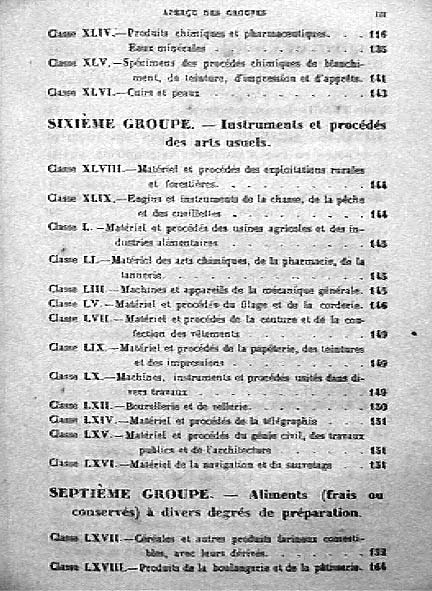 APERÇU DES GROUPES
Classe XLIV.—Produits chimiques et pharmaceutiques. . . 116
Eaux minérales . . . . . . . . 135
Classe XLV.—Spécimens des procédés chimiques de blanchi-
ment, de teinture, d'impression et d'apprêts. 141
Classe XLVI.—Cuirs et peaux . . . . . . . . 143
SIXIÈME GROUPE. — Instruments et procédés
des arts usuels.
Classe XLVIII.—Matériel et procédés des exploitations rurales
et forestières. . . . . . . . . 144
Classe XLIX.—Engins et instruments de la chasse, de la pêche
et des cueillettes . . . . . . . 144
Classe L.—Matériel et procédés des usines agricoles et des in-
dustries alimentaires . . . . . . . 145
Classe LI.—Matériel des arts chimiques, de la pharmacie, de la
tannerie. . . . . . . . . . . 145
Classe LIII.—Machines et appareils de la mécanique générale. 145
Classe LV.—Matériel et procédés du filage et de la corderie. 146
Classe LVII.—Matériel et procédés de la couture et de la con-
fection des vêtements . . . . . . 149
Classe LIX.—Matériel et procédés de la papéterie, des teintures
et des impressions . . . . . . . 149
Classe LX.—Machines, instruments et procédés usités dans di-
vers travaux . . . . . . . . . 149
Classe LXII.—Bourellerie et de sellerie. . . . . . . 150
Classe LXIV.—Matériel et procédés de la télégraphie . . . 151
Classe LXV.—Matériel et procédés du génie civil, des travaux
publics et de l'architecture . . . . . 151
Classe LXVI.—Matériel de la navigation et du sauvetage . . 151
SEPTIÈME GROUPE. — Aliments (frais ou
conservés) à divers degrés de préparation.
Classe LXVII.—Céréales et autres produits farineux comesti-
bles, avec leurs dérivés. . . . . . 152
Classe LXVIII.—Produits de la boulangerie et de la pâtisserie. 164